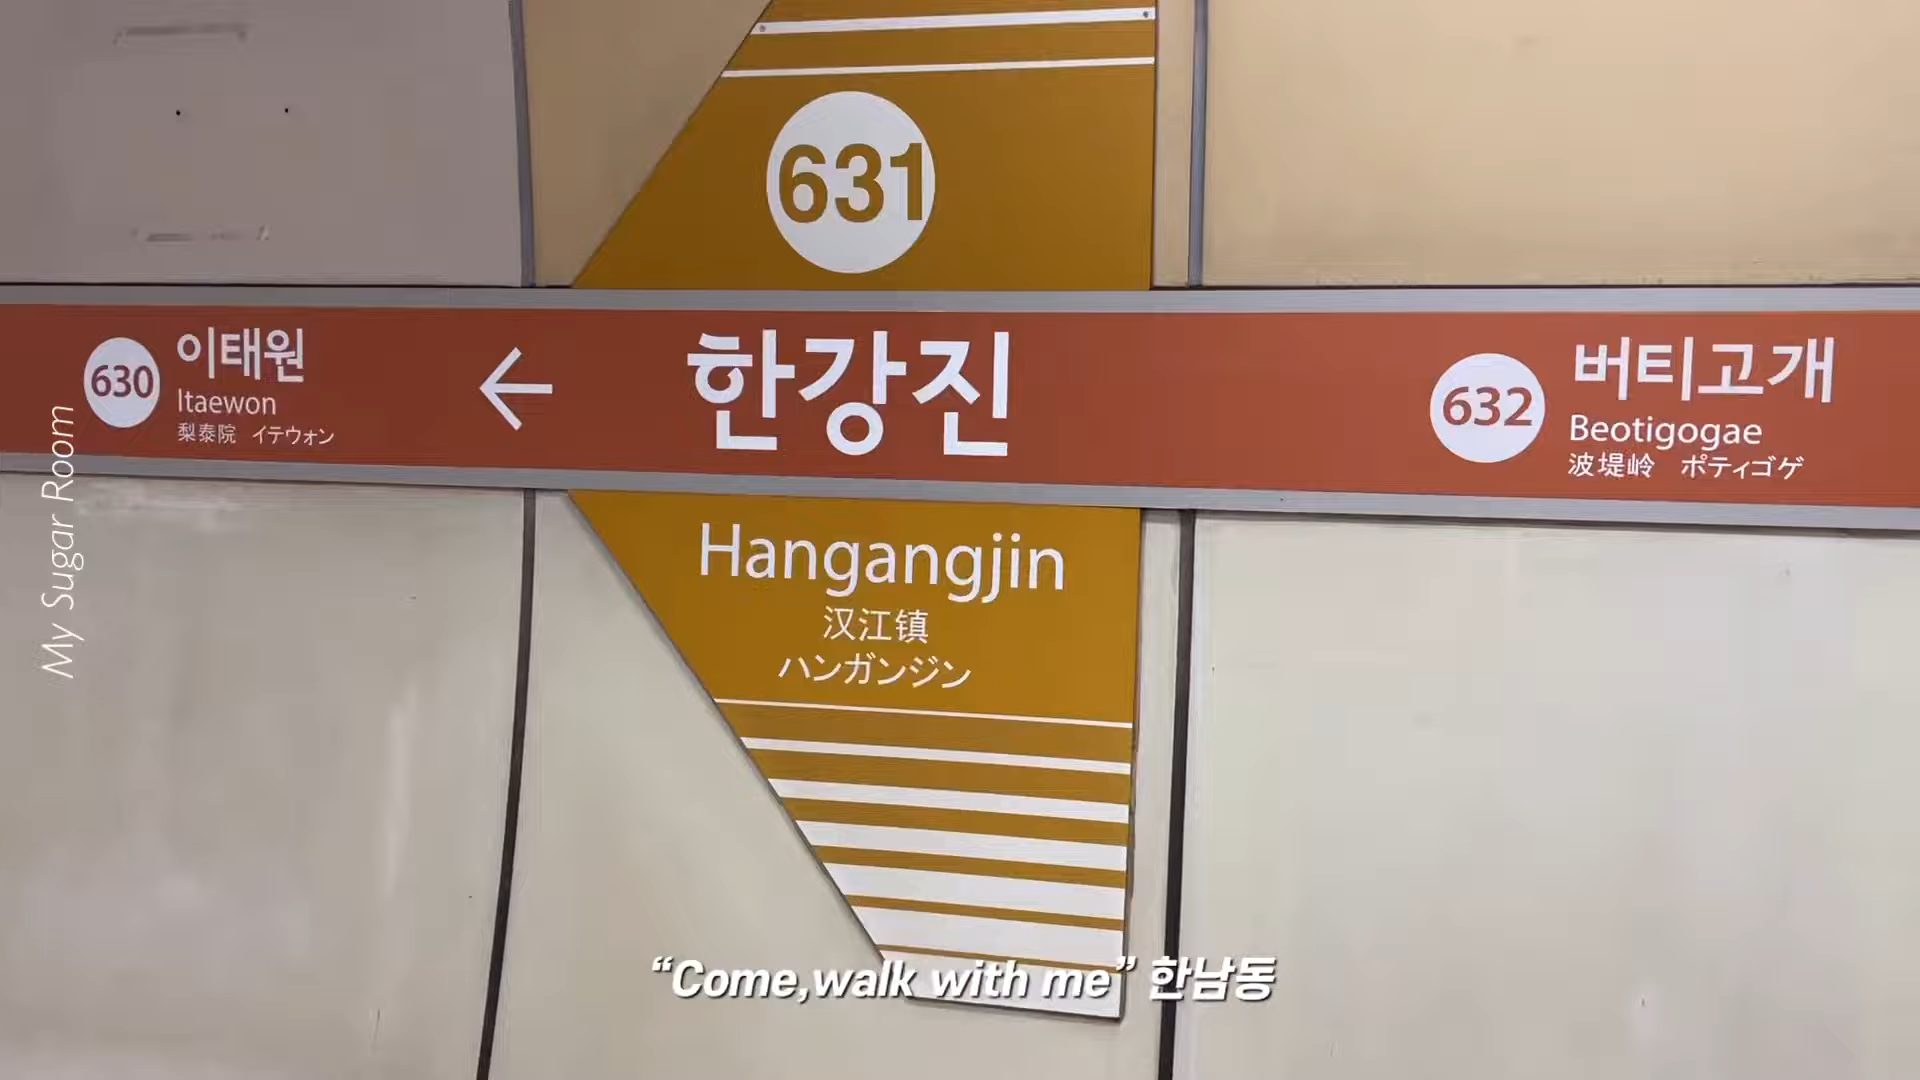 631
630
이태원
Itaewon
梨泰院 イテウォン
←
한강진
632
버티고개
Beotigogae
波堤岭 ポティゴゲ
Hangangjin
汉江镇
ハンガンジン
My Sugar Room
“Come,walk with me” 한남동